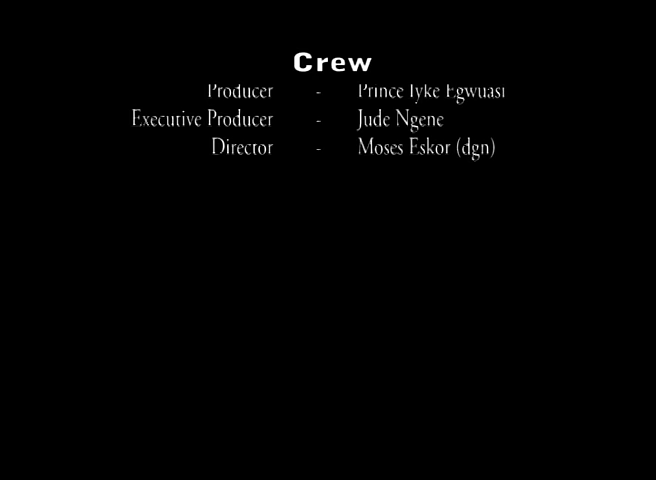 Crew
Producer - Prince Iyke Egwuasi
Executive Producer - Jude Ngene
Director - Moses Eskor (dgn)